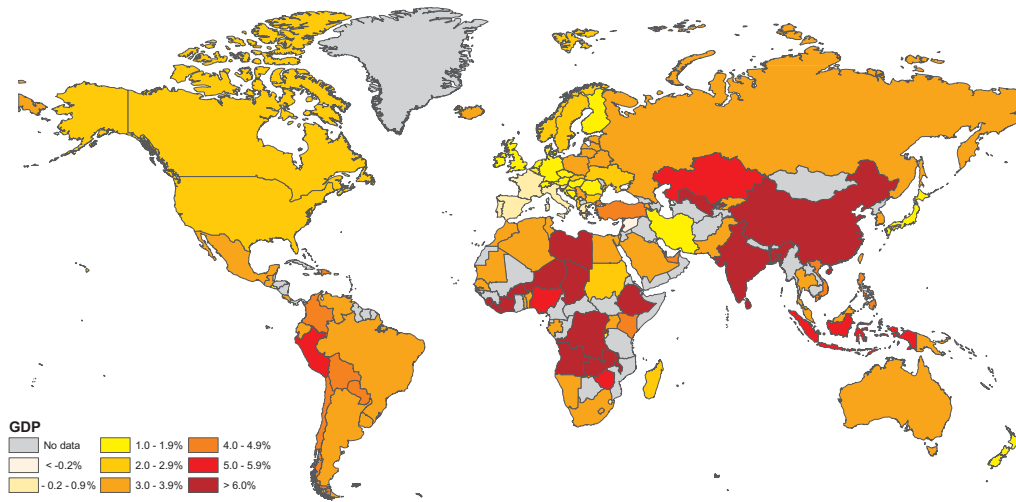 GDP
No data
1.0 - 1.9%
4.0 - 4.9%
< -0.2%
2.0 - 2.9%
5.0 - 5.9%
- 0.2 - 0.9%
3.0 - 3.9%
> 6.0%